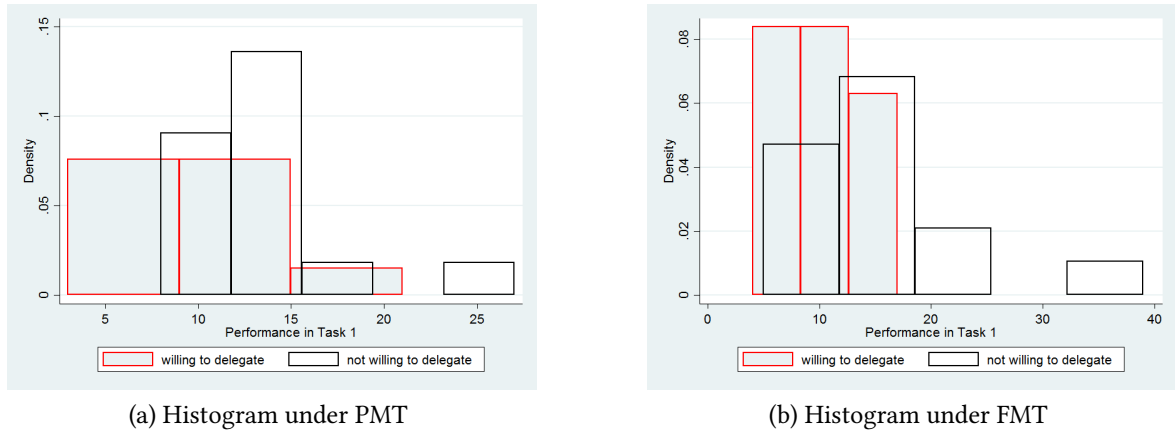 .15
.1
.05
0
Density
5 10 15 20 25
Performance in Task 1
willing to delegate not willing to delegate
(a) Histogram under PMT
.08
.06
.04
.02
0
Density
0 10 20 30 40
Performance in Task 1
willing to delegate not willing to delegate
(b) Histogram under FMT